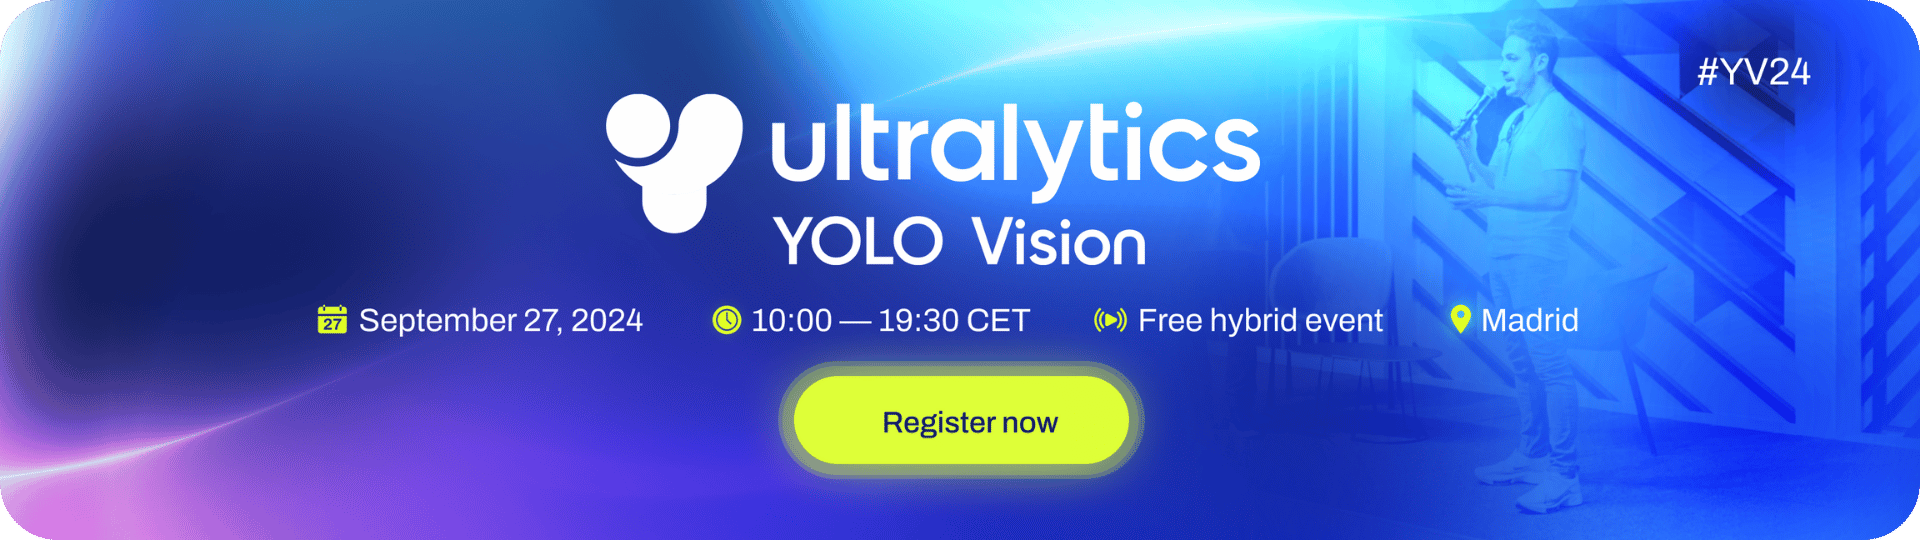 #YV24
ultralytics
YOLO Vision
27 September 27, 2024
10:00 — 19:30 CET
Free hybrid event
Madrid
Register now